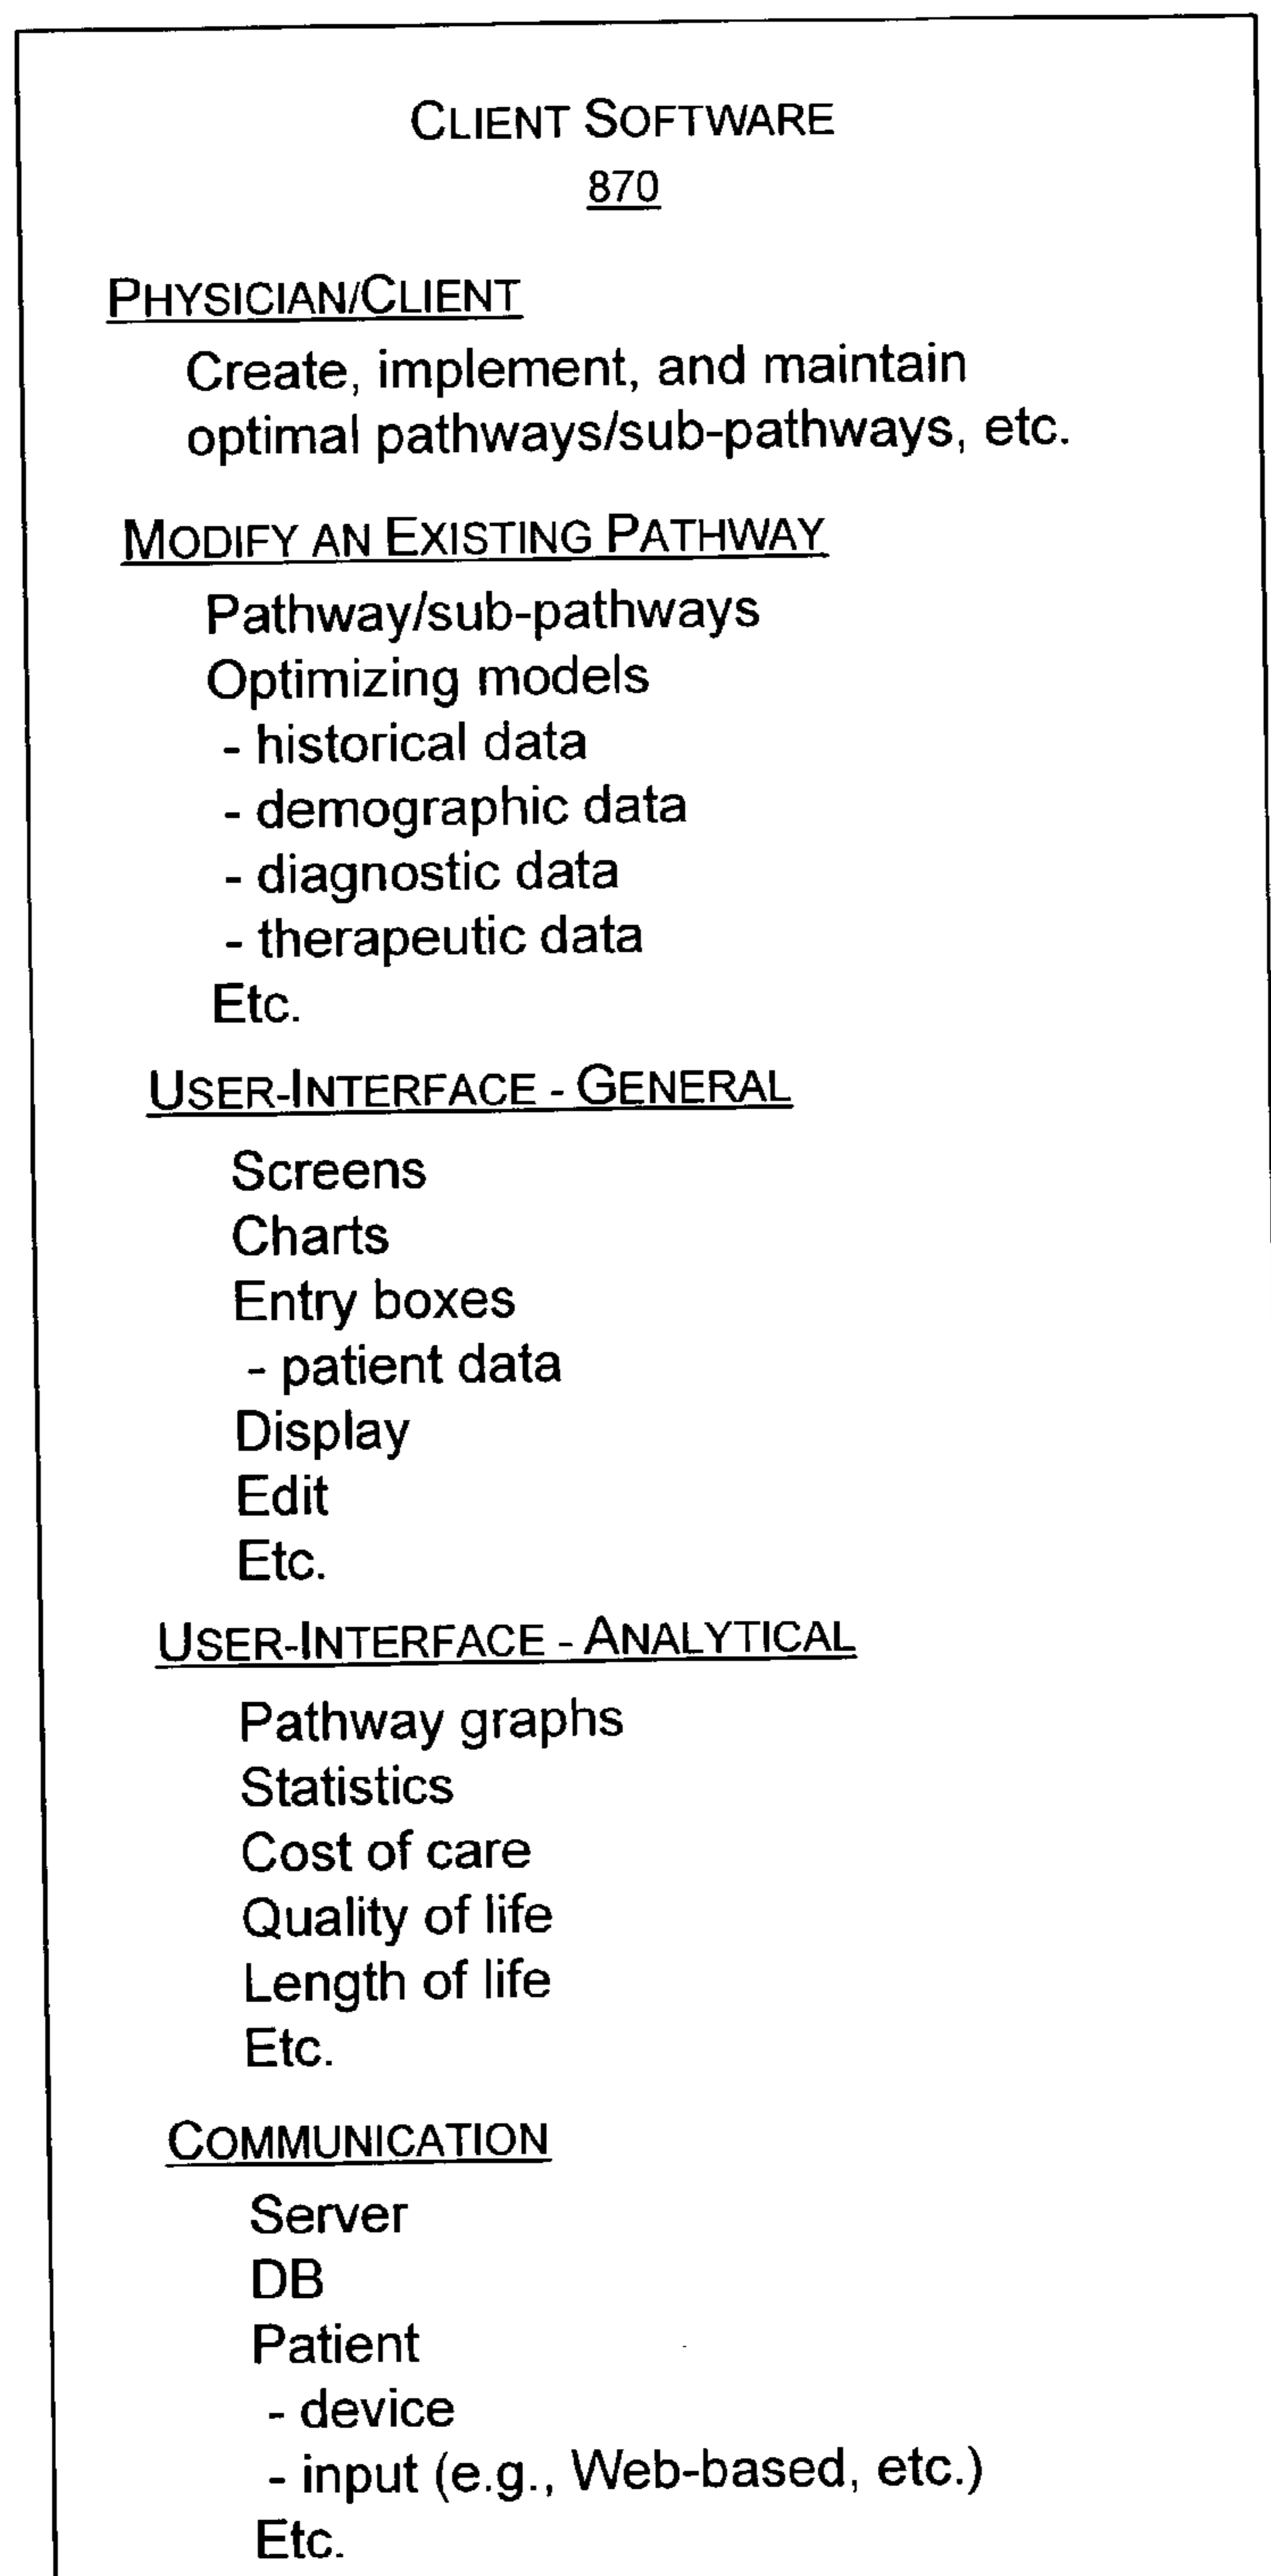 CLIENT SOFTWARE
870
PHYSICIAN/CLIENT
Create, implement, and maintain
optimal pathways/sub-pathways, etc.
MODIFY AN EXISTING PATHWAY
Pathway/sub-pathways
Optimizing models
- historical data
- demographic data
- diagnostic data
- therapeutic data
Etc.
USER-INTERFACE - GENERAL
Screens
Charts
Entry boxes
- patient data
Display
Edit
Etc.
USER-INTERFACE - ANALYTICAL
Pathway graphs
Statistics
Cost of care
Quality of life
Length of life
Etc.
COMMUNICATION
Server
DB
Patient
- device
- input (e.g., Web-based, etc.)
Etc.